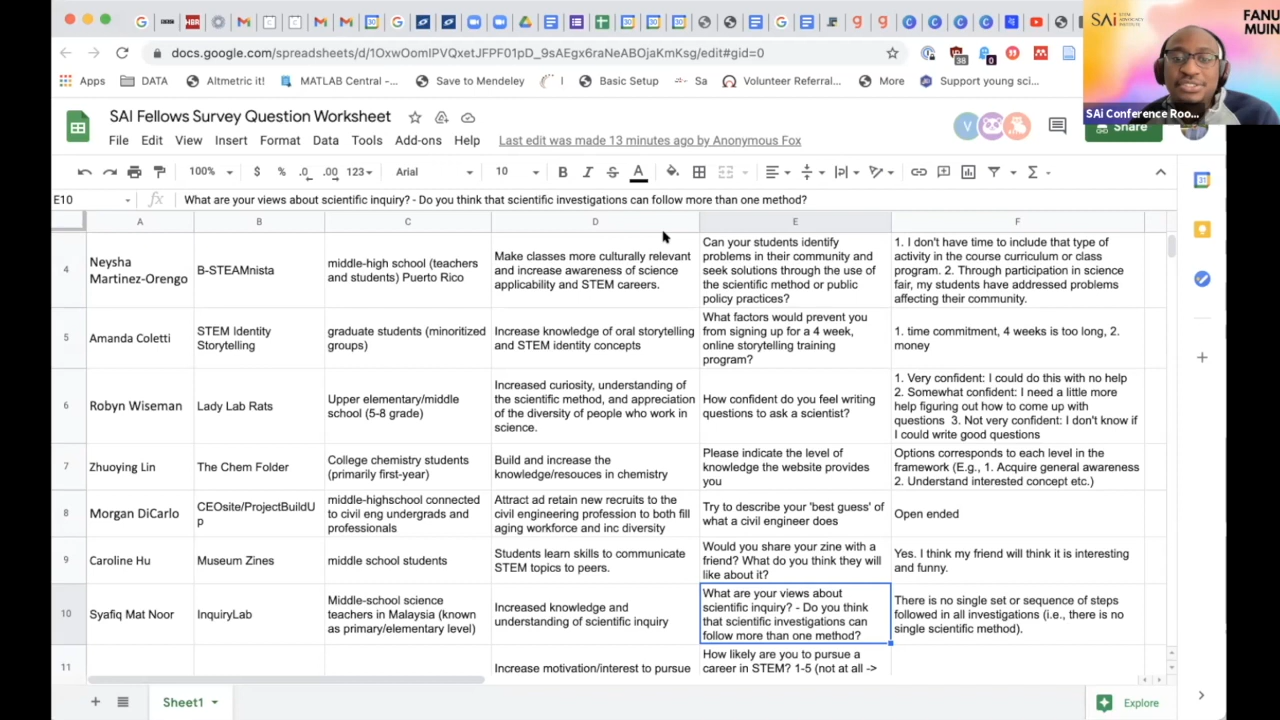 docs.google.com/spreadsheets/d/1OxwOomIPVQxetJFPF01pD_9sAEgx6raNeABOjaKmKsg/edit#gid=0
Apps DATA Altmetric it! MATLAB Central -... Save to Mendeley I Basic Setup Sa Volunteer Referral... More Support young sci...
SAi STEM ADVOCACY INSTITUTE
FANU
MUIN
SAi Conference Roo...
SAI Fellows Survey Question Worksheet
File Edit View Insert Format Data Tools Add-ons Help Last edit was made 13 minutes ago by Anonymous Fox
V
Share
100% $ % .0 .00 123 Arial 10 B I S A
E10 fx What are your views about scientific inquiry? - Do you think that scientific investigations can follow more than one method?
A B C D E F
4
Neysha
Martinez-Orengo
B-STEAMnista
middle-high school (teachers
and students) Puerto Rico
Make classes more culturally relevant
and increase awareness of science
applicability and STEM careers.
Can your students identify
problems in their community and
seek solutions through the use of
the scientific method or public
policy practices?
1. I don't have time to include that type of
activity in the course curriculum or class
program. 2. Through participation in science
fair, my students have addressed problems
affecting their community.
5
Amanda Coletti
STEM Identity
Storytelling
graduate students (minoritized
groups)
Increase knowledge of oral storytelling
and STEM identity concepts
What factors would prevent you
from signing up for a 4 week,
online storytelling training
program?
1. time commitment, 4 weeks is too long, 2.
money
6
Robyn Wiseman
Lady Lab Rats
Upper elementary/middle
school (5-8 grade)
Increased curiosity, understanding of
the scientific method, and appreciation
of the diversity of people who work in
science.
How confident do you feel writing
questions to ask a scientist?
1. Very confident: I could do this with no help
2. Somewhat confident: I need a little more
help figuring out how to come up with
questions 3. Not very confident: I don't know if
I could write good questions
7
Zhuoying Lin
The Chem Folder
College chemistry students
(primarily first-year)
Build and increase the
knowledge/resouces in chemistry
Please indicate the level of
knowledge the website provides
you
Options corresponds to each level in the
framework (E.g., 1. Acquire general awareness
2. Understand interested concept etc.)
8
Morgan DiCarlo
CEOsite/ProjectBuildU
p
middle-highschool connected
to civil eng undergrads and
professionals
Attract ad retain new recruits to the
civil engineering profession to both fill
aging workforce and inc diversity
Try to describe your 'best guess' of
what a civil engineer does
Open ended
9
Caroline Hu
Museum Zines
middle school students
Students learn skills to communicate
STEM topics to peers.
Would you share your zine with a
friend? What do you think they will
like about it?
Yes. I think my friend will think it is interesting
and funny.
10
Syafiq Mat Noor
InquiryLab
Middle-school science
teachers in Malaysia (known
as primary/elementary level)
Increased knowledge and
understanding of scientific inquiry
What are your views about
scientific inquiry? - Do you think
that scientific investigations can
follow more than one method?
There is no single set or sequence of steps
followed in all investigations (i.e., there is no
single scientific method).
11
Increase motivation/interest to pursue
How likely are you to pursue a
career in STEM? 1-5 (not at all ->
Sheet1
Explore